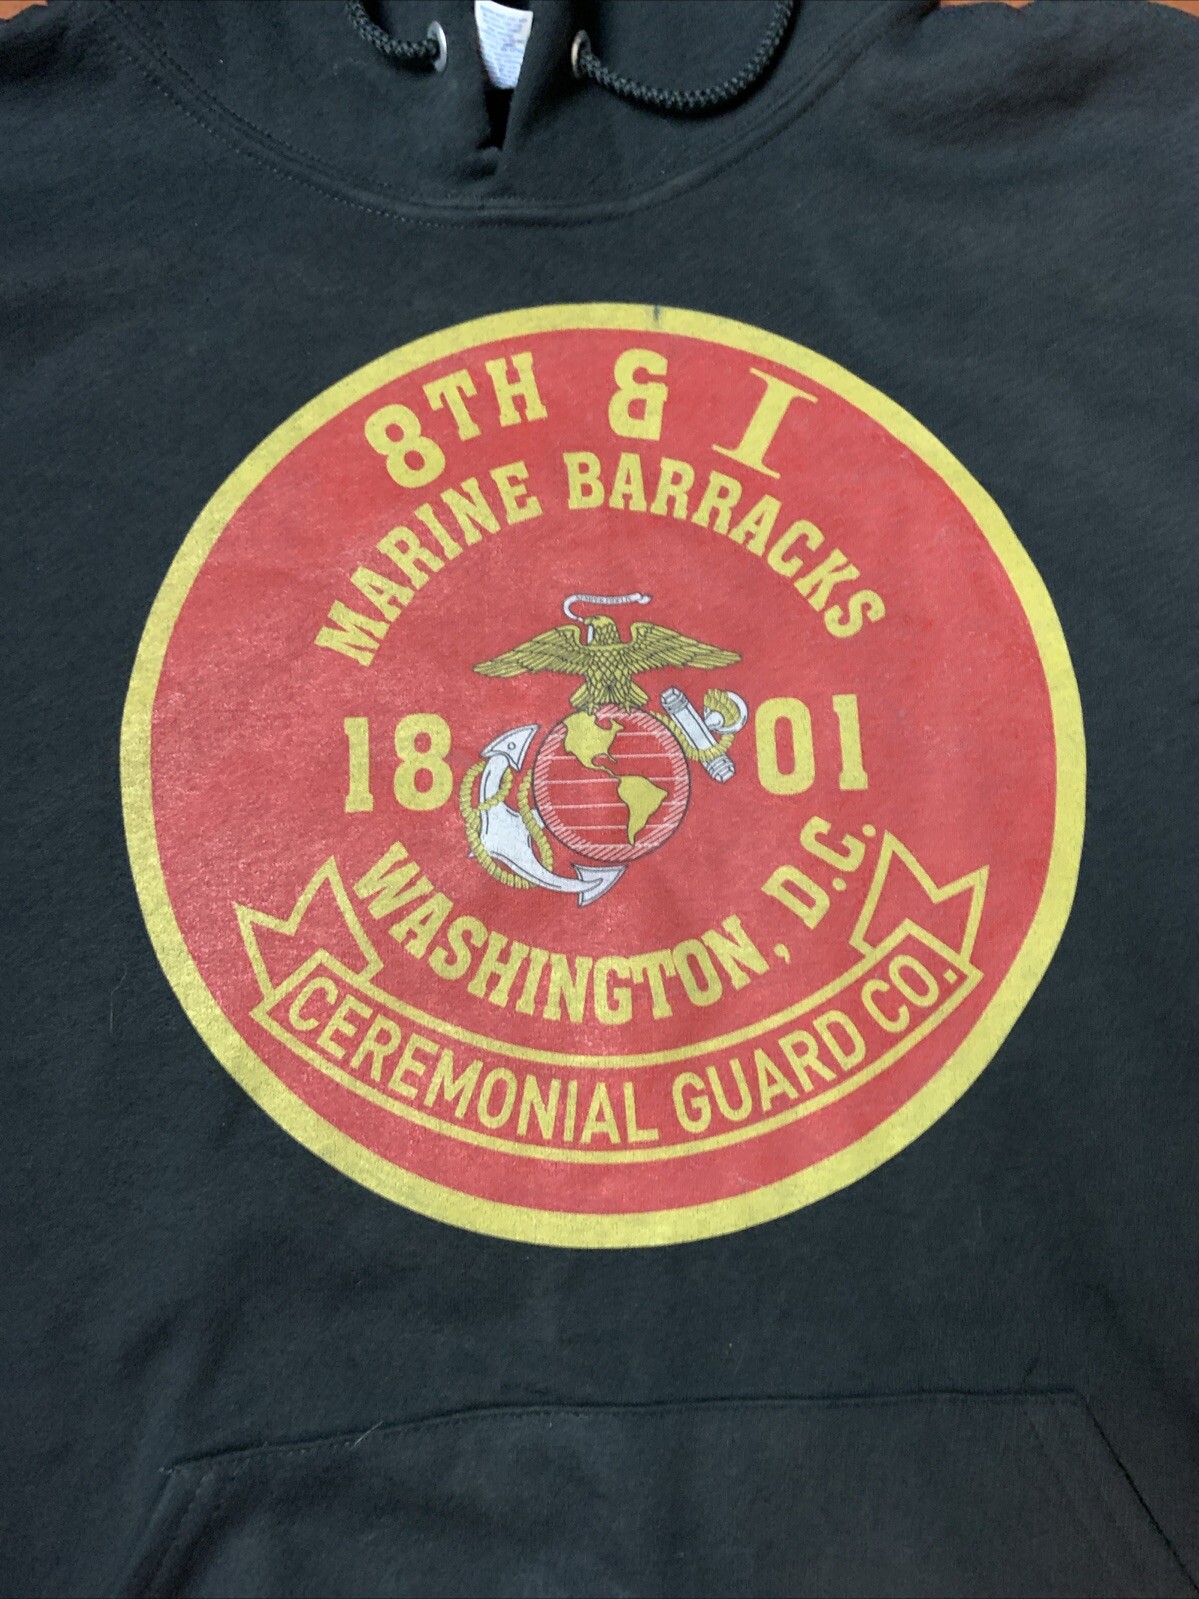 8TH & I
MARINE BARRACKS
18 01
WASHINGTON, D.C.
CEREMONIAL GUARD CO.